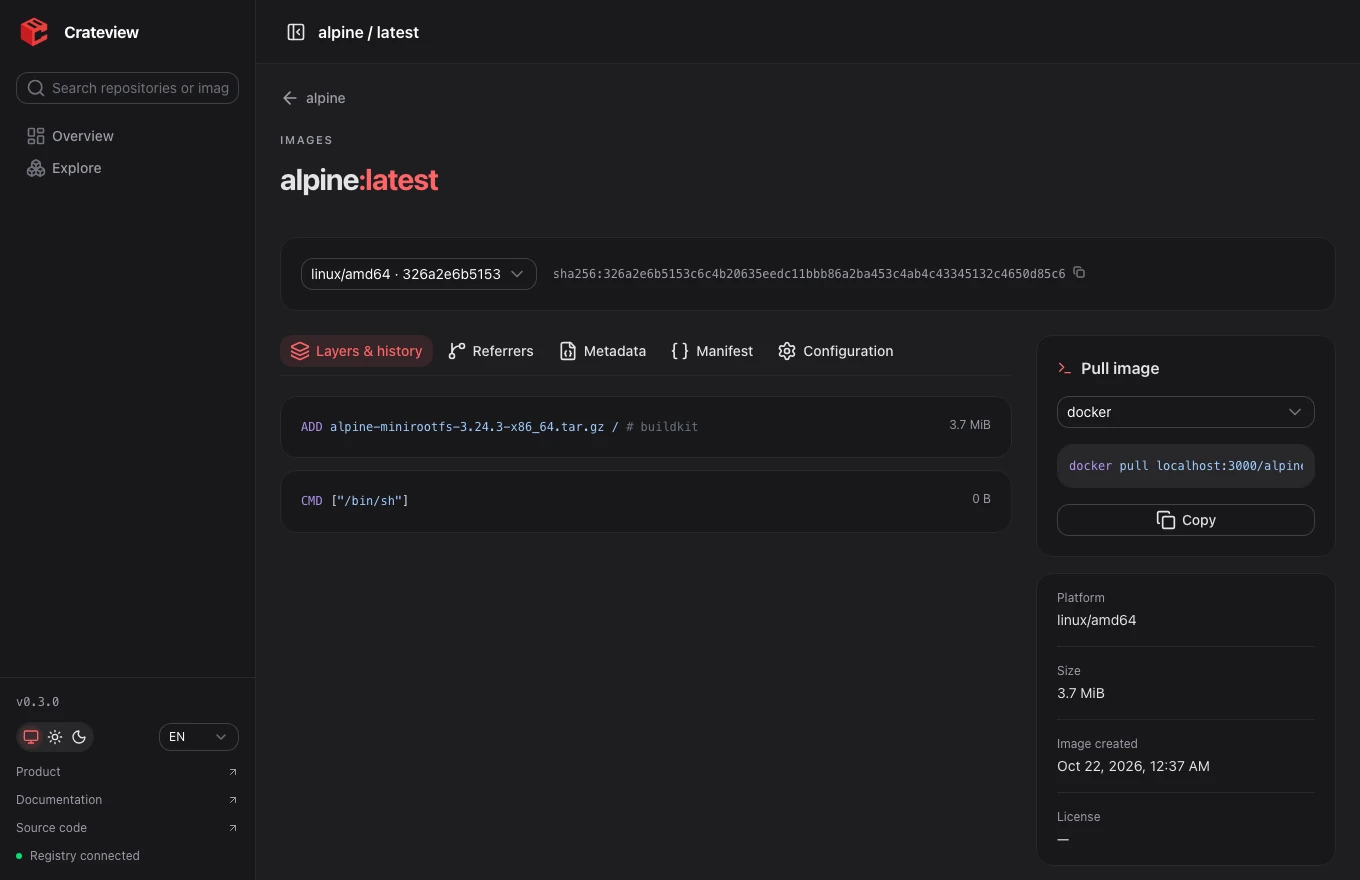 Crateview
Search repositories or imag
Overview
Explore
v0.3.0
EN
Product
Documentation
Source code
Registry connected
alpine / latest
alpine
IMAGES
alpine:latest
linux/amd64 · 326a2e6b5153
sha256:326a2e6b5153c6c4b20635eedc11bbb86a2ba453c4ab4c43345132c4650d85c6
Layers & history
Referrers
Metadata
Manifest
Configuration
ADD alpine-minirootfs-3.24.3-x86_64.tar.gz / # buildkit
3.7 MiB
CMD ["/bin/sh"]
0 B
Pull image
docker
docker pull localhost:3000/alpine
Copy
Platform
linux/amd64
Size
3.7 MiB
Image created
Oct 22, 2026, 12:37 AM
License
—